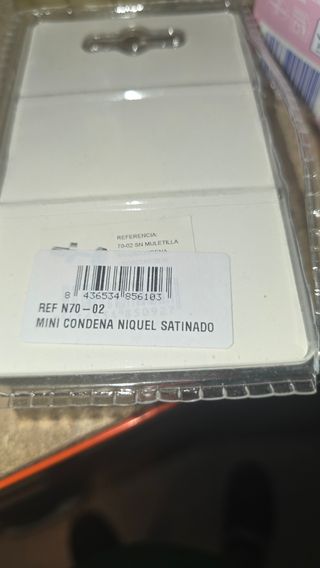 REFERENCIA:
70-02 SN MULETILLA
8 436534 856103
REF N70-02
MINI CONDENA NIQUEL SATINADO